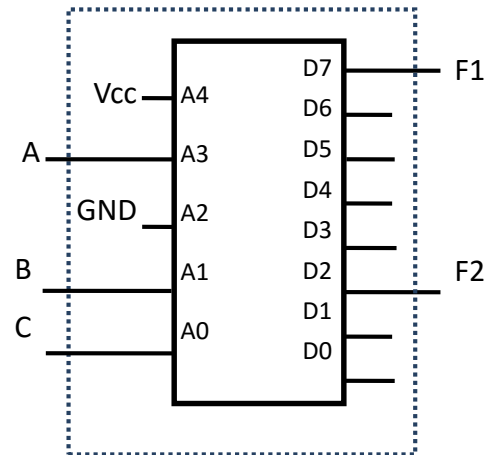 D7 F1
Vcc A4
D6
A A3
D5
D4
GND A2
D3
B A1
D2 F2
D1
C A0
D0